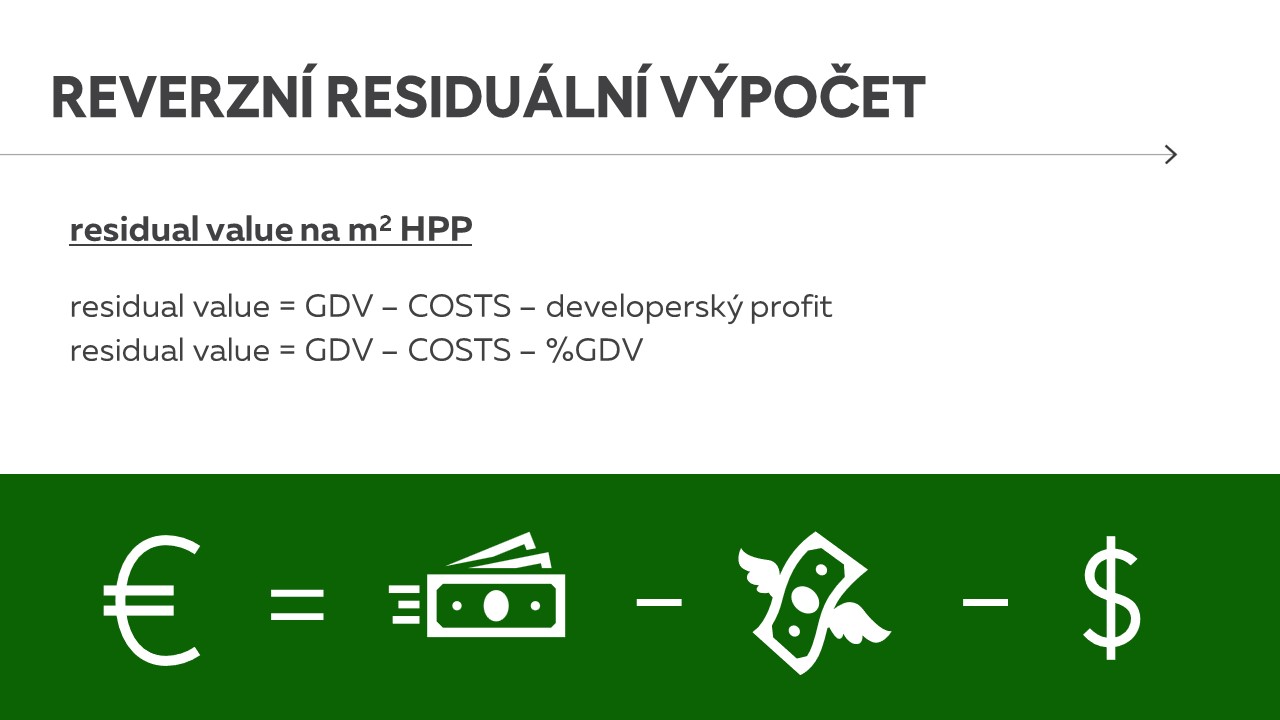 REVERZNÍ RESIDUÁLNÍ VÝPOČET
residual value na m² HPP
residual value = GDV – COSTS – developerský profit
residual value = GDV – COSTS – %GDV
€ = – – $